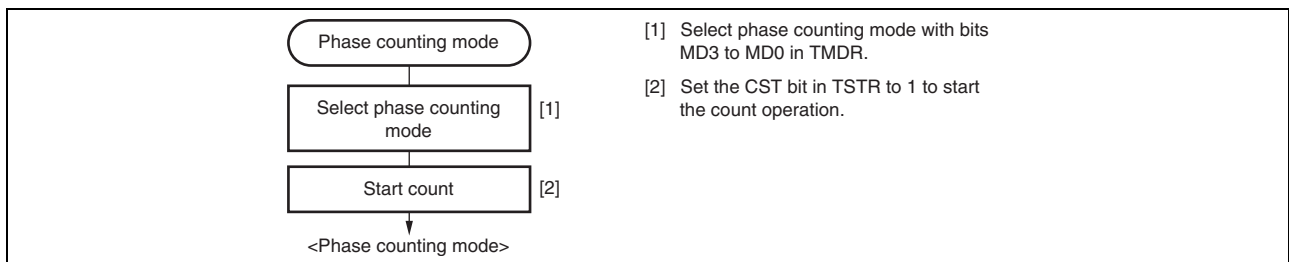 Phase counting mode
Select phase counting
mode
[1]
Start count
[2]
<Phase counting mode>
[1] Select phase counting mode with bits
MD3 to MD0 in TMDR.
[2] Set the CST bit in TSTR to 1 to start
the count operation.